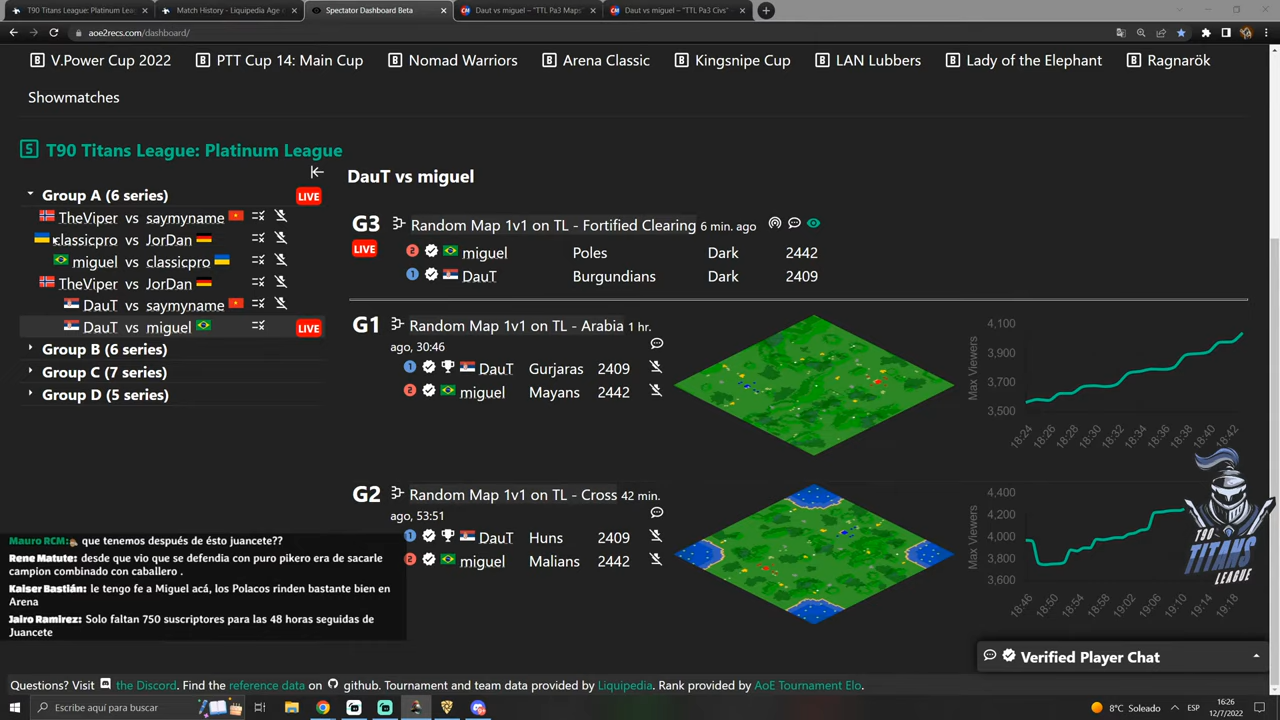 T90 Titans League: Platinum Leag
Match History - Liquipedia Age o
Spectator Dashboard Beta
DauT vs miguel – "TTL Pa3 Maps"
DauT vs miguel – "TTL Pa3 Civs"
aoe2recs.com/dashboard/
V.Power Cup 2022
PTT Cup 14: Main Cup
Nomad Warriors
Arena Classic
Kingsnipe Cup
LAN Lubbers
Lady of the Elephant
Ragnarök
Showmatches
S T90 Titans League: Platinum League
Group A (6 series) LIVE
TheViper vs saymyname
classicpro vs JorDan
miguel vs classicpro
TheViper vs JorDan
DauT vs saymyname
DauT vs miguel LIVE
Group B (6 series)
Group C (7 series)
Group D (5 series)
DauT vs miguel
G3 Random Map 1v1 on TL - Fortified Clearing 6 min. ago
LIVE
2 miguel Poles Dark 2442
1 DauT Burgundians Dark 2409
G1 Random Map 1v1 on TL - Arabia 1 hr.
ago, 30:46
1 DauT Gurjaras 2409
2 miguel Mayans 2442
Max Viewers
4,100
3,900
3,700
3,500
18:24 18:26 18:28 18:30 18:32 18:34 18:36 18:38 18:40 18:42
G2 Random Map 1v1 on TL - Cross 42 min.
ago, 53:51
1 DauT Huns 2409
2 miguel Malians 2442
Max Viewers
4,400
4,200
4,000
3,800
3,600
18:46 18:50 18:54 18:58 19:02 19:06 19:10 19:14 19:18
T90
TITANS
LEAGUE
Mauro RCM: que tenemos después de ésto juancete??
Rene Matute: desde que vio que se defendia con puro pikero era de sacarle
campion combinado con caballero .
Kaiser Bastián: le tengo fe a Miguel acá, los Polacos rinden bastante bien en
Arena
Jairo Ramirez: Solo faltan 750 suscriptores para las 48 horas seguidas de
Juancete
Verified Player Chat
Questions? Visit the Discord. Find the reference data on github. Tournament and team data provided by Liquipedia. Rank provided by AoE Tournament Elo.
Escribe aquí para buscar
8°C Soleado
ESP
16:26
12/7/2022